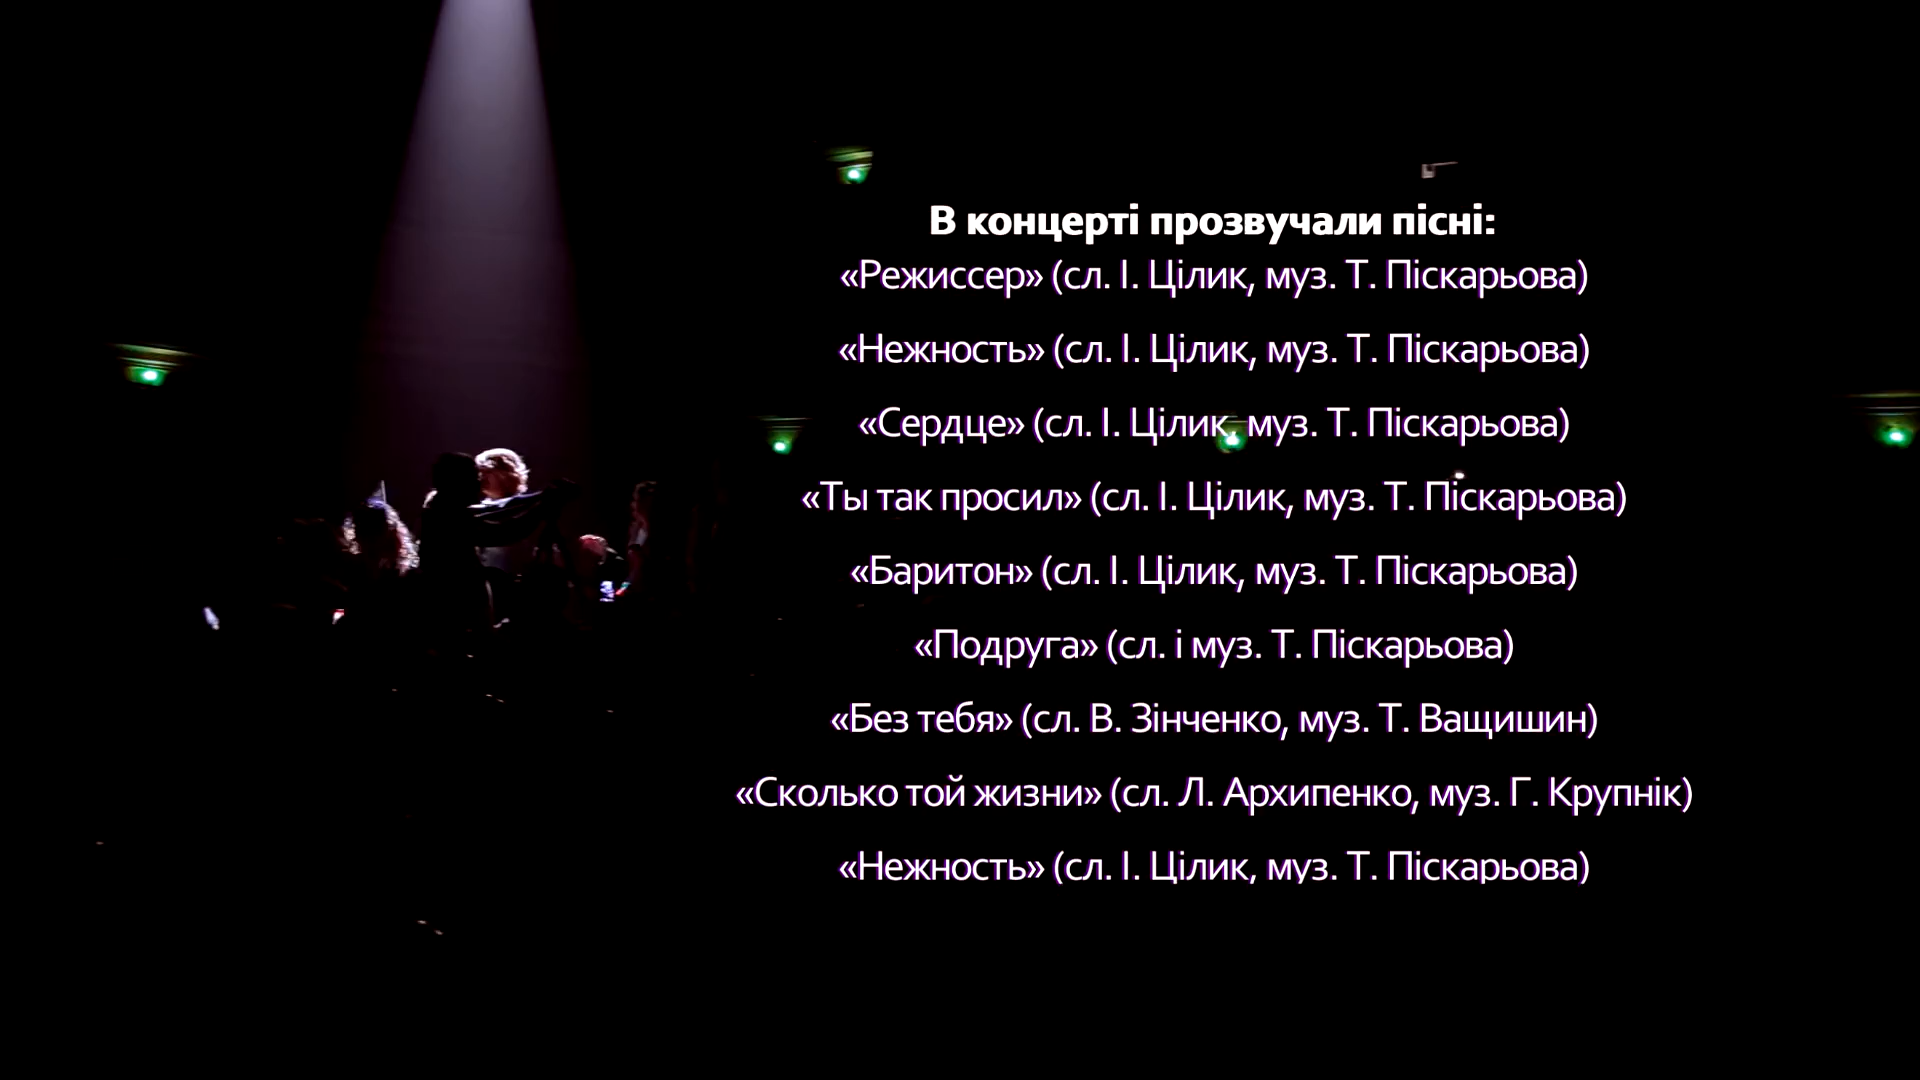 В концерті прозвучали пісні:
«Режиссер» (сл. І. Цілик, муз. Т. Піскарьова)
«Нежность» (сл. І. Цілик, муз. Т. Піскарьова)
«Сердце» (сл. І. Цілик, муз. Т. Піскарьова)
«Ты так просил» (сл. І. Цілик, муз. Т. Піскарьова)
«Баритон» (сл. І. Цілик, муз. Т. Піскарьова)
«Подруга» (сл. і муз. Т. Піскарьова)
«Без тебя» (сл. В. Зінченко, муз. Т. Ващишин)
«Сколько той жизни» (сл. Л. Архипенко, муз. Г. Крупнік)
«Нежность» (сл. І. Цілик, муз. Т. Піскарьова)